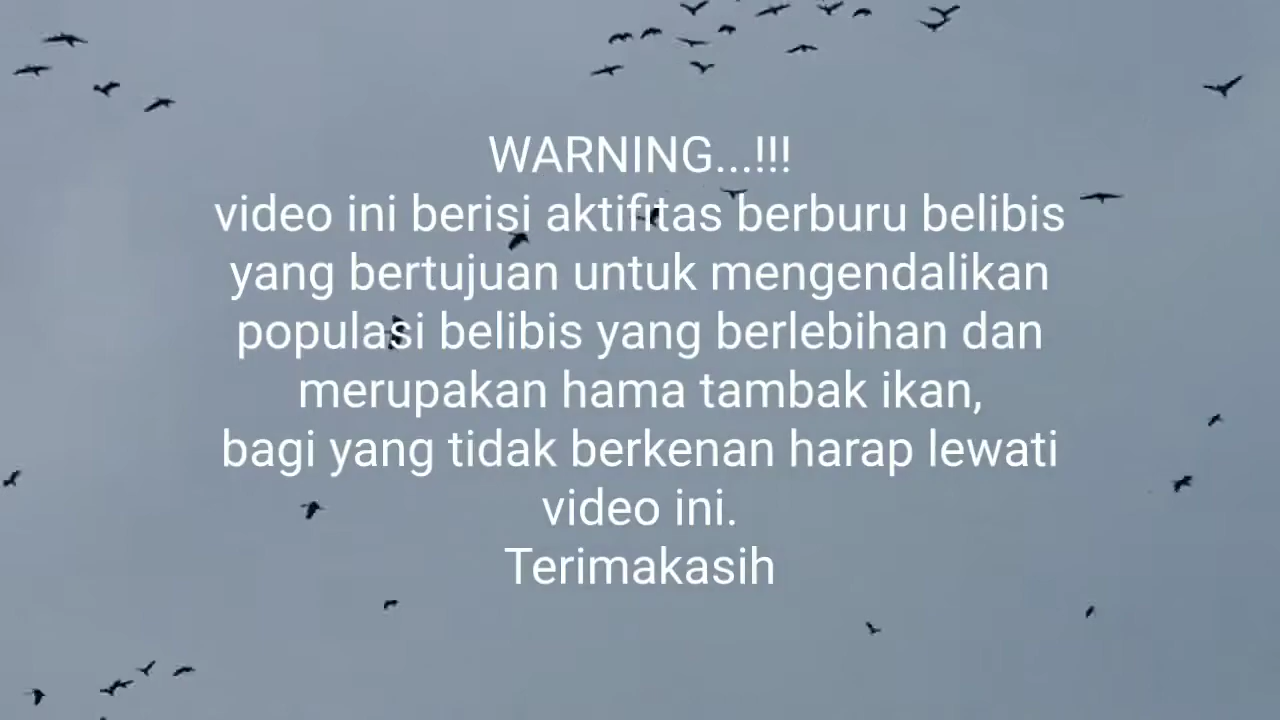 WARNING...!!!
video ini berisi aktifitas berburu belibis
yang bertujuan untuk mengendalikan
populasi belibis yang berlebihan dan
merupakan hama tambak ikan,
bagi yang tidak berkenan harap lewati
video ini.
Terimakasih